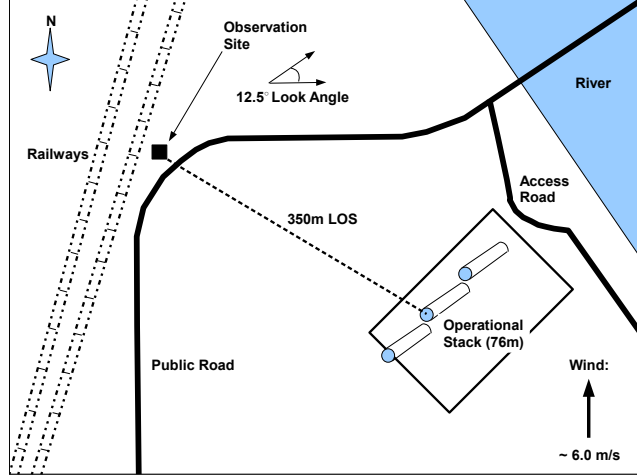 N
Observation
Site
12.5° Look Angle
River
Railways
Access
Road
350m LOS
Operational
Stack (76m)
Public Road
Wind:
~ 6.0 m/s